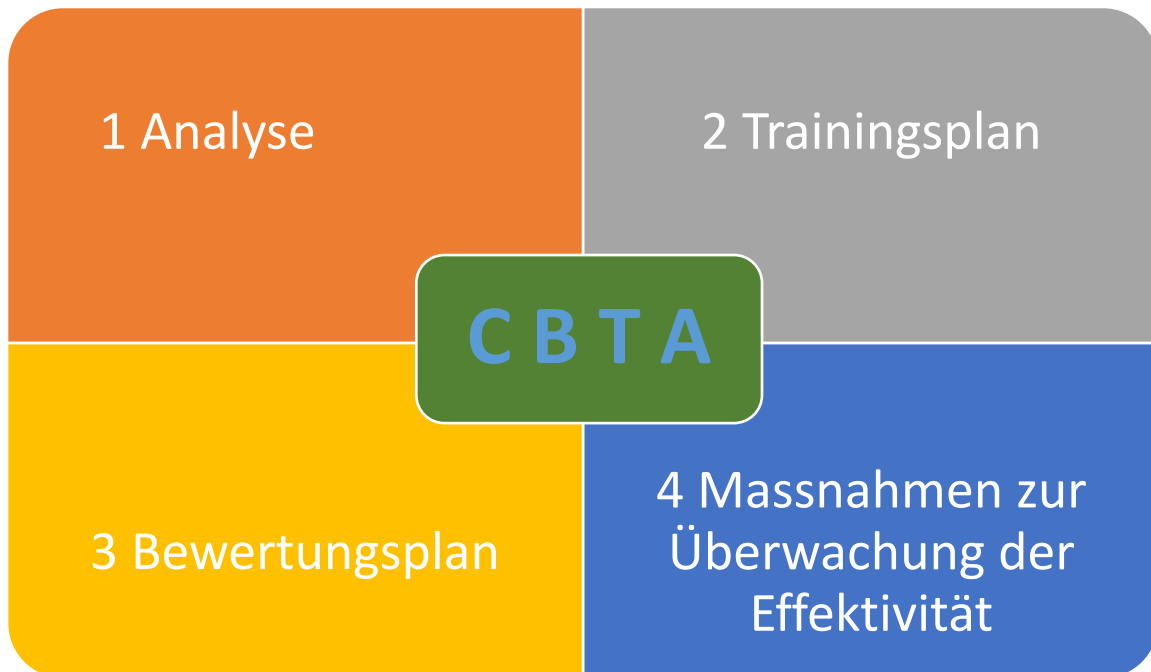 1 Analyse
2 Trainingsplan
C B T A
3 Bewertungsplan
4 Massnahmen zur
Überwachung der
Effektivität